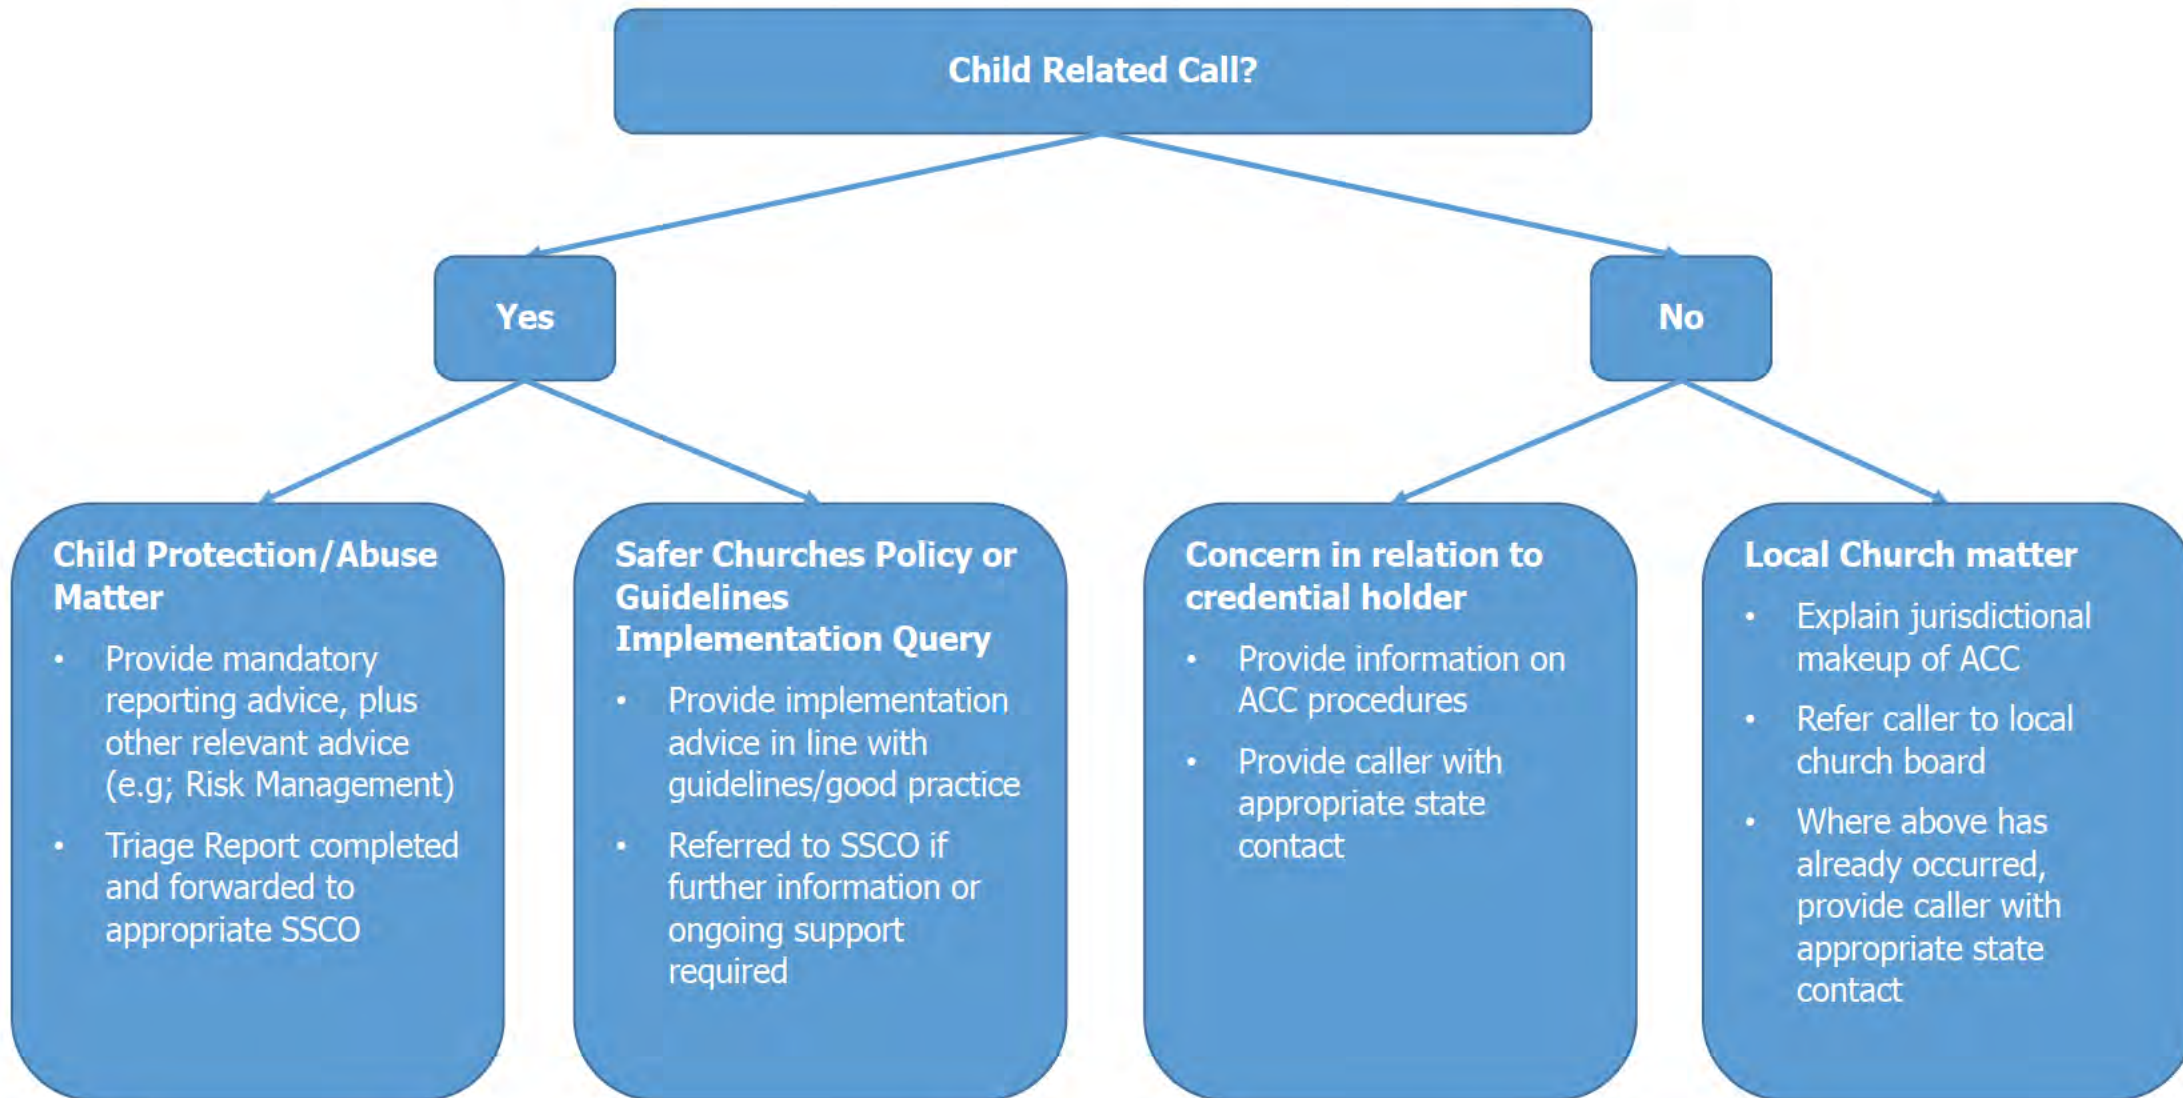 Child Related Call?
Yes
No
Child Protection/Abuse
Matter
• Provide mandatory
reporting advice, plus
other relevant advice
(e.g; Risk Management)
• Triage Report completed
and forwarded to
appropriate SSCO
Safer Churches Policy or
Guidelines
Implementation Query
• Provide implementation
advice in line with
guidelines/good practice
• Referred to SSCO if
further information or
ongoing support
required
Concern in relation to
credential holder
• Provide information on
ACC procedures
• Provide caller with
appropriate state
contact
Local Church matter
• Explain jurisdictional
makeup of ACC
• Refer caller to local
church board
• Where above has
already occurred,
provide caller with
appropriate state
contact